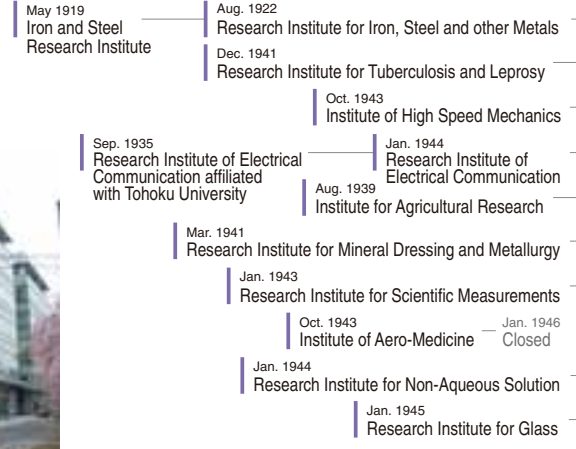 May 1919
Iron and Steel
Research Institute
Aug. 1922
Research Institute for Iron, Steel and other Metals
Dec. 1941
Research Institute for Tuberculosis and Leprosy
Oct. 1943
Institute of High Speed Mechanics
Sep. 1935
Research Institute of Electrical
Communication affiliated
with Tohoku University
Jan. 1944
Research Institute of
Electrical Communication
Aug. 1939
Institute for Agricultural Research
Mar. 1941
Research Institute for Mineral Dressing and Metallurgy
Jan. 1943
Research Institute for Scientific Measurements
Oct. 1943
Institute of Aero-Medicine
Jan. 1946
Closed
Jan. 1944
Research Institute for Non-Aqueous Solution
Jan. 1945
Research Institute for Glass